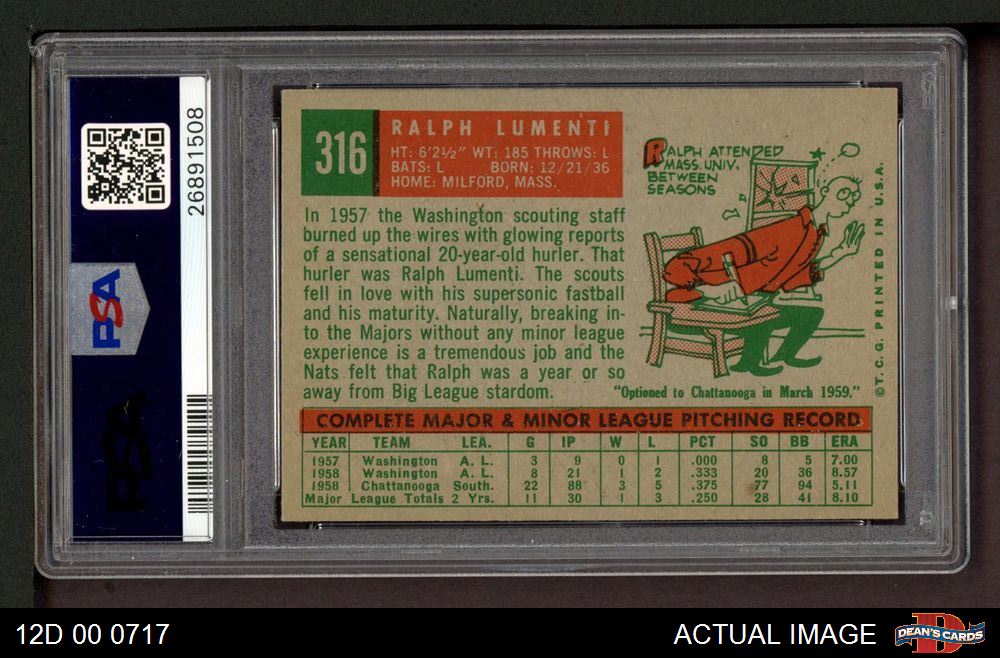 26891508
PSA
PSA
316
RALPH LUMENTI
HT: 6'2½" WT: 185 THROWS: L
BATS: L BORN: 12/21/36
HOME: MILFORD, MASS.
In 1957 the Washington scouting staff
burned up the wires with glowing reports
of a sensational 20-year-old hurler. That
hurler was Ralph Lumenti. The scouts
fell in love with his supersonic fastball
and his maturity. Naturally, breaking in-
to the Majors without any minor league
experience is a tremendous job and the
Nats felt that Ralph was a year or so
away from Big League stardom.
RALPH ATTENDED
MASS. UNIV.
BETWEEN
SEASONS
"Optioned to Chattanooga in March 1959."
©T.C.G. PRINTED IN U.S.A.
COMPLETE MAJOR & MINOR LEAGUE PITCHING RECORD
YEAR TEAM LEA. G IP W L PCT SO BB ERA
1957 Washington A. L. 3 9 0 1 .000 8 5 7.00
1958 Washington A. L. 8 21 1 2 .333 20 36 8.57
1958 Chattanooga South. 22 88 3 5 .375 77 94 5.11
Major League Totals 2 Yrs. 11 30 1 3 .250 28 41 8.10
12D 00 0717
ACTUAL IMAGE
D
DEAN'S CARDS